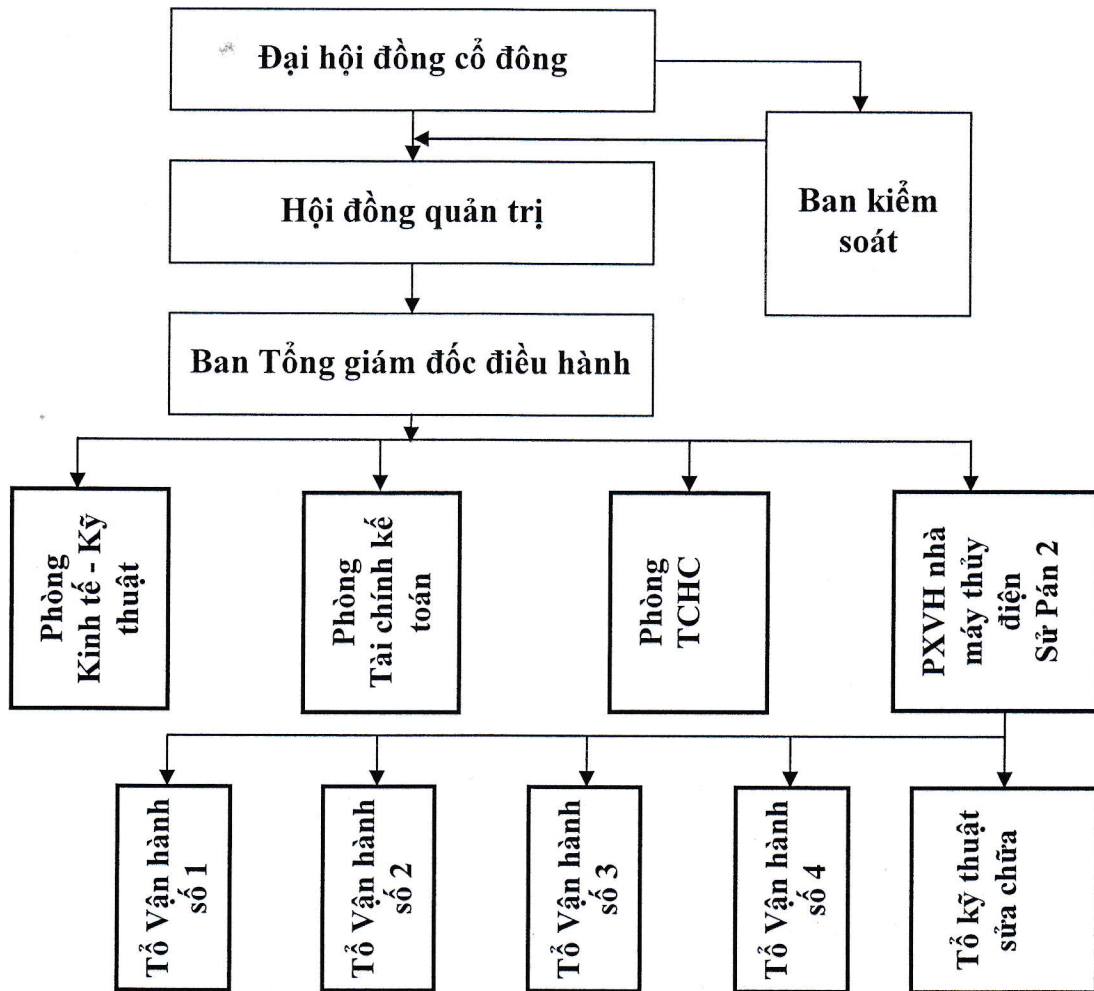 Đại hội đồng cổ đông
Hội đồng quản trị
Ban kiểm
soát
Ban Tổng giám đốc điều hành
Phòng
Kinh tế - Kỹ
thuật
Phòng
Tài chính kế
toán
Phòng
TCHC
PXVH nhà
máy thủy
điện
Sử Pán 2
Tổ Vận hành
số 1
Tổ Vận hành
số 2
Tổ Vận hành
số 3
Tổ Vận hành
số 4
Tổ kỹ thuật
sửa chữa